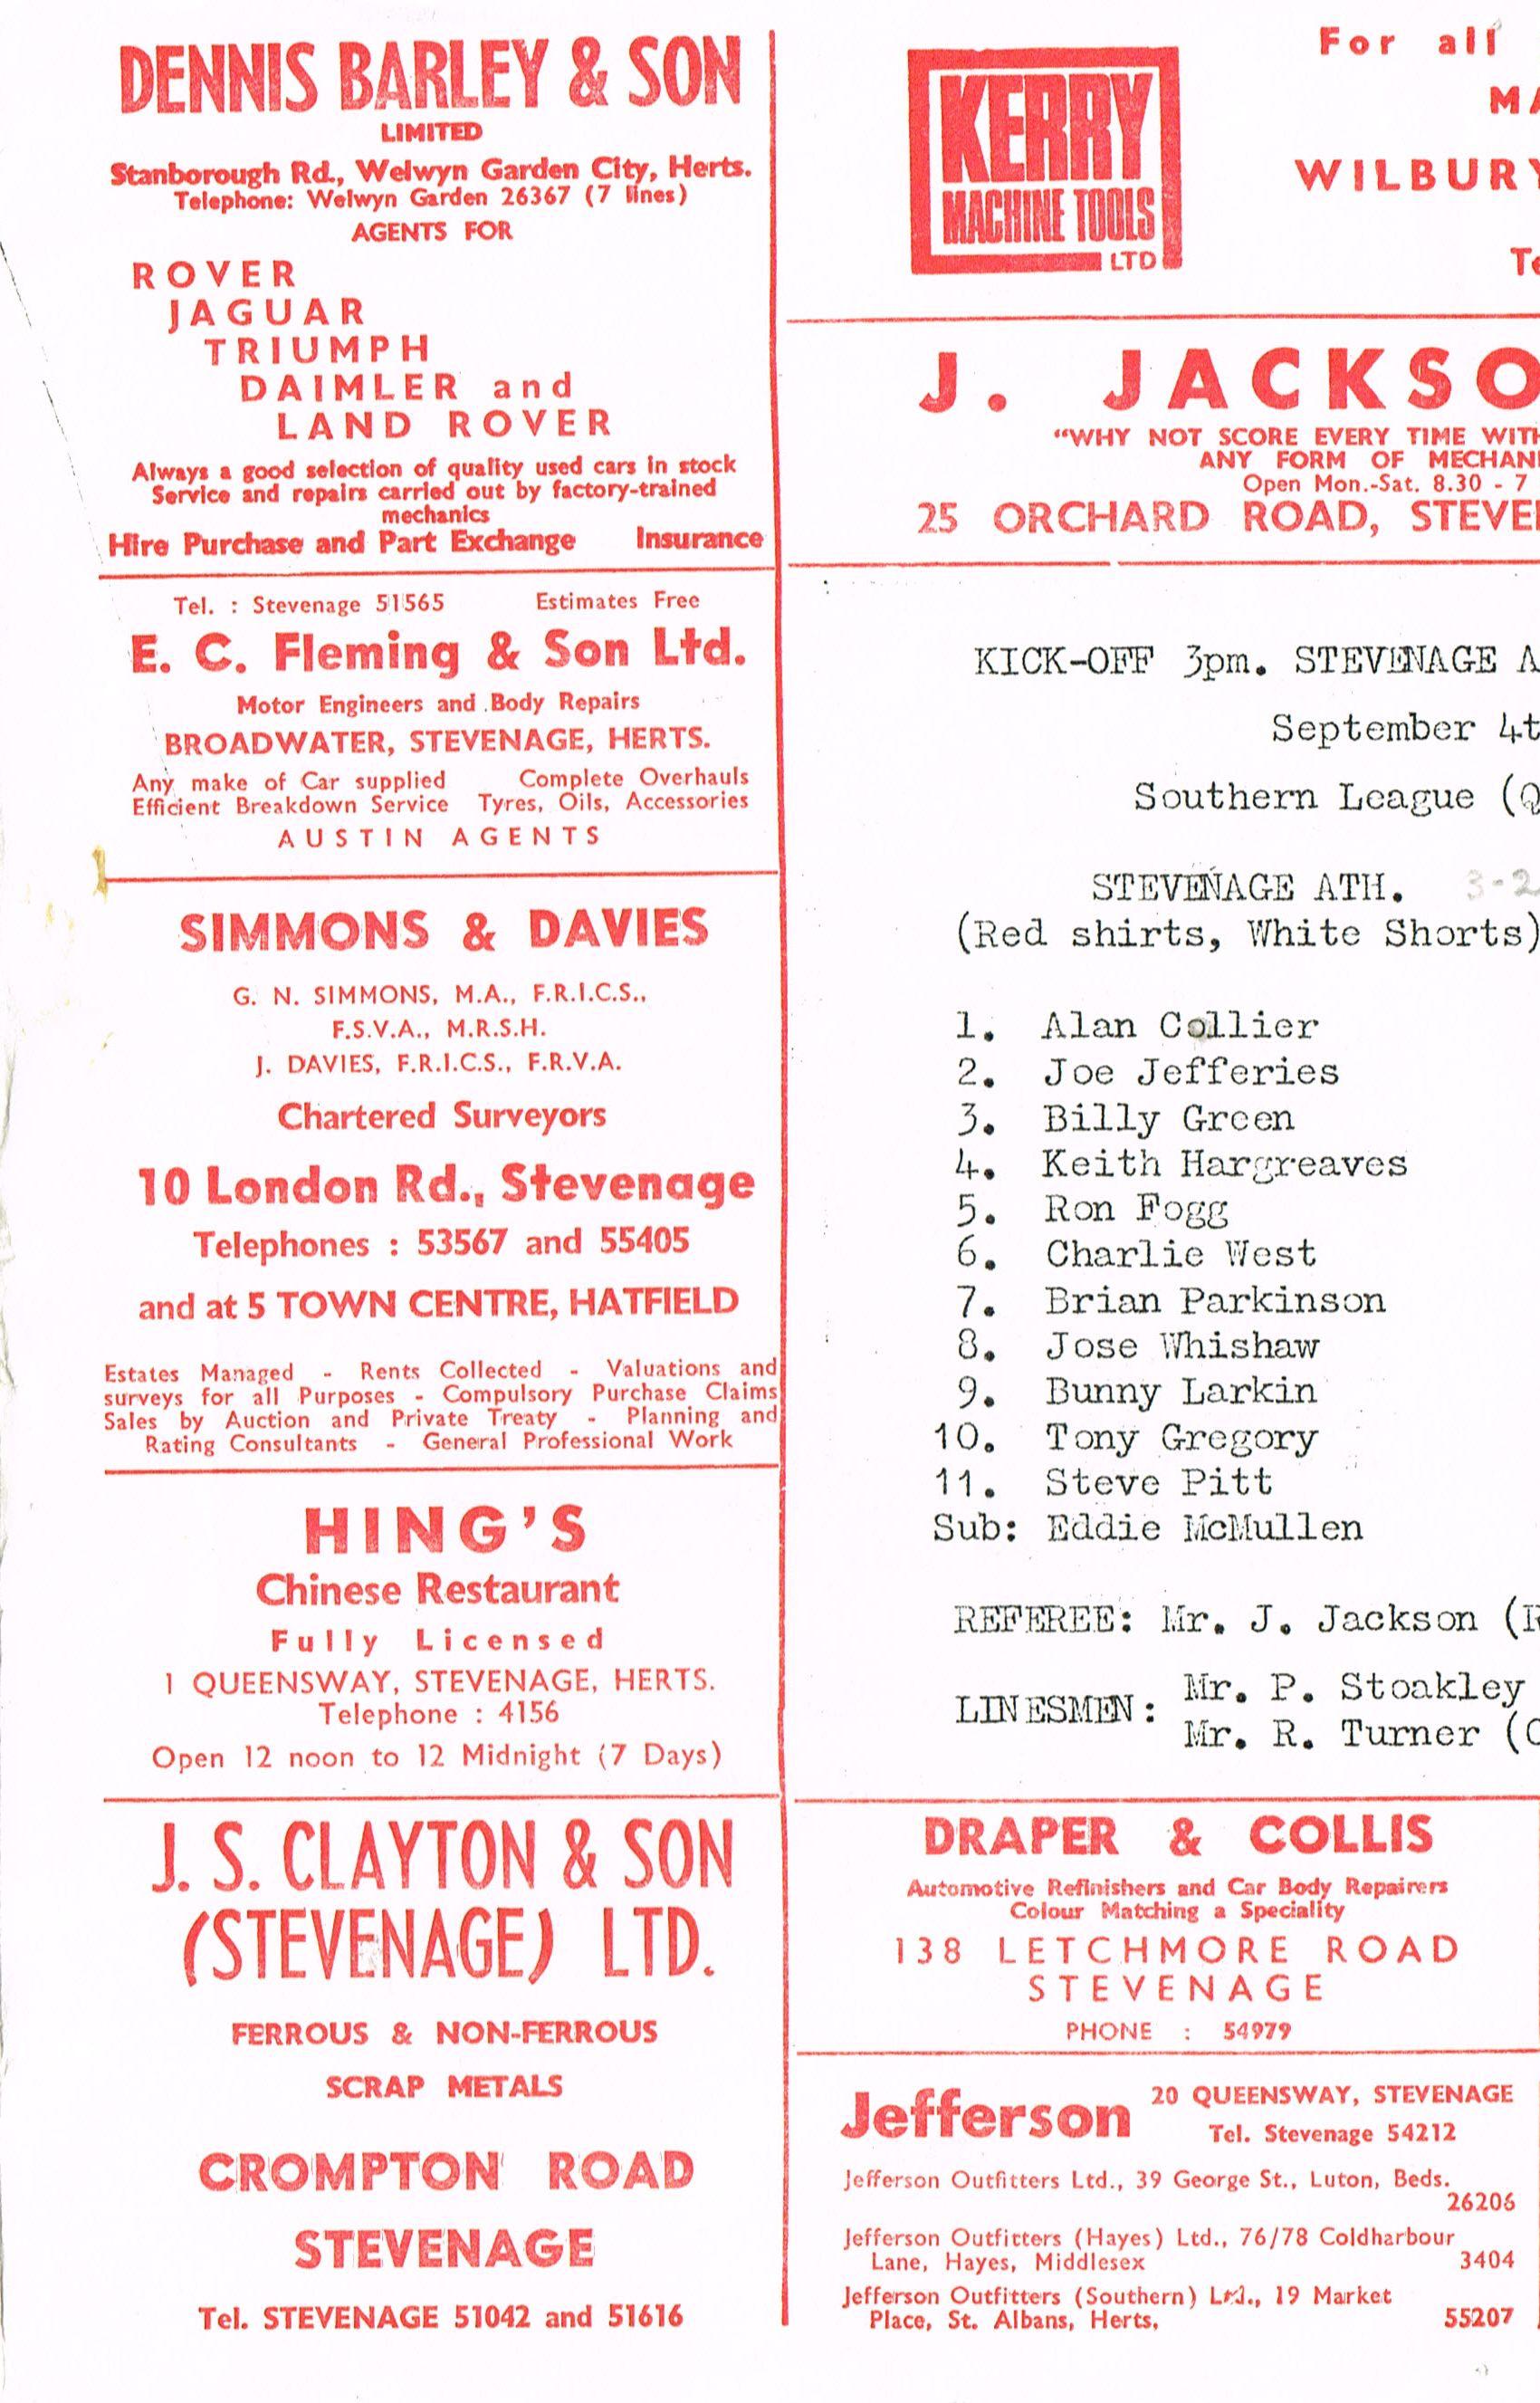 DENNIS BARLEY & SON
LIMITED
Stanborough Rd., Welwyn Garden City, Herts.
Telephone: Welwyn Garden 26367 (7 lines)
AGENTS FOR
ROVER
JAGUAR
TRIUMPH
DAIMLER and
LAND ROVER
Always a good selection of quality used cars in stock
Service and repairs carried out by factory-trained
mechanics
Hire Purchase and Part Exchange Insurance
Tel. : Stevenage 51565 Estimates Free
E. C. Fleming & Son Ltd.
Motor Engineers and Body Repairs
BROADWATER, STEVENAGE, HERTS.
Any make of Car supplied Complete Overhauls
Efficient Breakdown Service Tyres, Oils, Accessories
AUSTIN AGENTS
SIMMONS & DAVIES
G. N. SIMMONS, M.A., F.R.I.C.S.,
F.S.V.A., M.R.S.H.
J. DAVIES, F.R.I.C.S., F.R.V.A.
Chartered Surveyors
10 London Rd., Stevenage
Telephones : 53567 and 55405
and at 5 TOWN CENTRE, HATFIELD
Estates Managed - Rents Collected - Valuations and
surveys for all Purposes - Compulsory Purchase Claims
Sales by Auction and Private Treaty - Planning and
Rating Consultants - General Professional Work
HING'S
Chinese Restaurant
Fully Licensed
1 QUEENSWAY, STEVENAGE, HERTS.
Telephone : 4156
Open 12 noon to 12 Midnight (7 Days)
J. S. CLAYTON & SON
(STEVENAGE) LTD.
FERROUS & NON-FERROUS
SCRAP METALS
CROMPTON ROAD
STEVENAGE
Tel. STEVENAGE 51042 and 51616
KERRY
MACHINE TOOLS
LTD
For all
MA
WILBURY
Te
J. JACKSO
"WHY NOT SCORE EVERY TIME WITH
ANY FORM OF MECHANI
Open Mon.-Sat. 8.30 - 7
25 ORCHARD ROAD, STEVE
KICK-OFF 3pm. STEVENAGE A
September 4t
Southern League (
STEVENAGE ATH. 3-2
(Red shirts, White Shorts)
1. Alan Collier
2. Joe Jefferies
3. Billy Green
4. Keith Hargreaves
5. Ron Fogg
6. Charlie West
7. Brian Parkinson
8. Jose Whishaw
9. Bunny Larkin
10. Tony Gregory
11. Steve Pitt
Sub: Eddie McMullen
REFEREE: Mr. J. Jackson (
LINESMEN: Mr. P. Stoakley
Mr. R. Turner (
DRAPER & COLLIS
Automotive Refinishers and Car Body Repairers
Colour Matching a Speciality
138 LETCHMORE ROAD
STEVENAGE
PHONE : 54979
Jefferson 20 QUEENSWAY, STEVENAGE
Tel. Stevenage 54212
Jefferson Outfitters Ltd., 39 George St., Luton, Beds.
26206
Jefferson Outfitters (Hayes) Ltd., 76/78 Coldharbour
Lane, Hayes, Middlesex 3404
Jefferson Outfitters (Southern) Ltd., 19 Market
Place, St. Albans, Herts, 55207